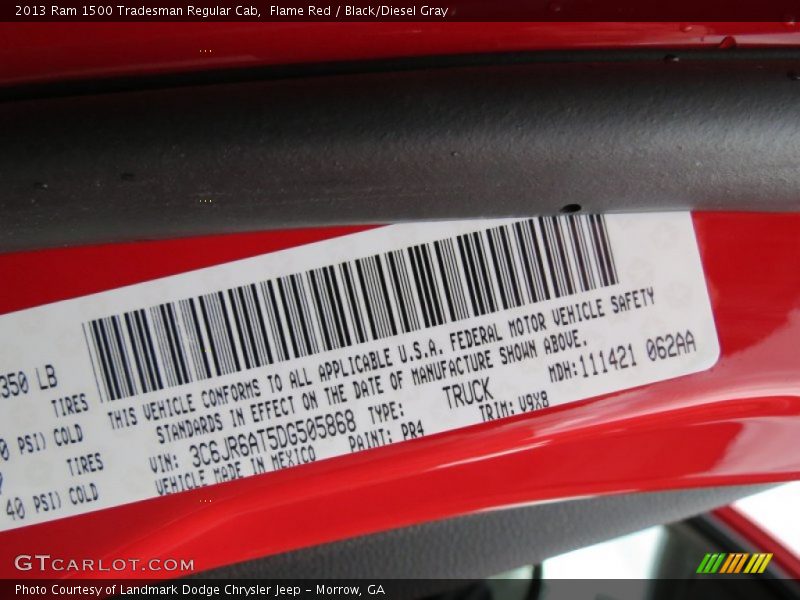 2013 Ram 1500 Tradesman Regular Cab,  Flame Red / Black/Diesel Gray
350 LB
TIRES
0 PSI) COLD
TIRES
40 PSI) COLD
THIS VEHICLE CONFORMS TO ALL APPLICABLE U.S.A. FEDERAL MOTOR VEHICLE SAFETY
STANDARDS IN EFFECT ON THE DATE OF MANUFACTURE SHOWN ABOVE.
VIN: 3C6JR6AT5DG505868 TYPE: TRUCK MDH:111421 062AA
VEHICLE MADE IN MEXICO PAINT: PR4 TRIM: V9X8
GTCARLOT.COM
Photo Courtesy of Landmark Dodge Chrysler Jeep – Morrow, GA